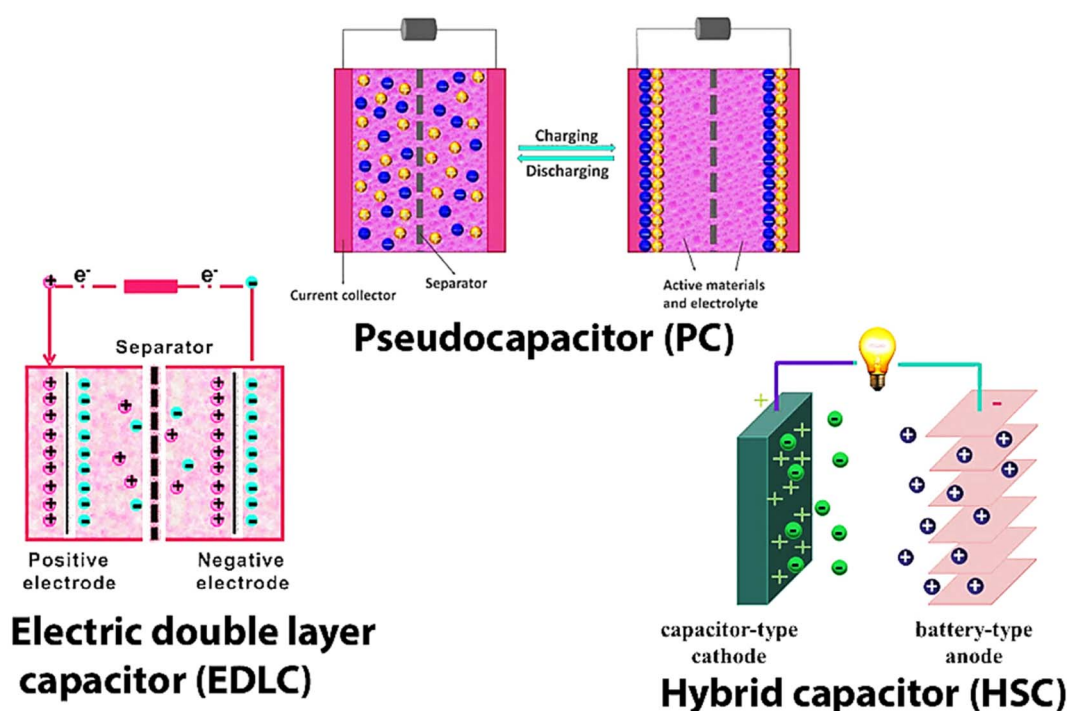 Charging
Discharging
Current collector
Separator
Active materials
and electrolyte
Pseudocapacitor (PC)
e-
e-
Separator
Positive
electrode
Negative
electrode
Electric double layer
capacitor (EDLC)
capacitor-type
cathode
battery-type
anode
Hybrid capacitor (HSC)